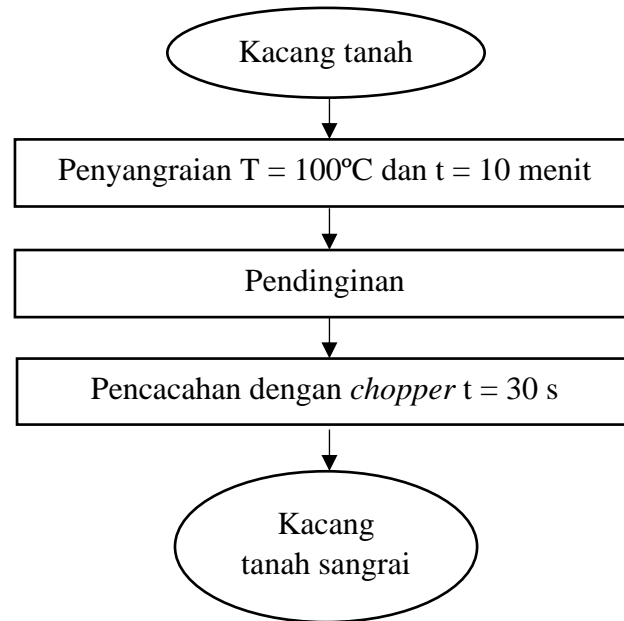 Kacang tanah
Penyangraian T = 100ºC dan t = 10 menit
Pendinginan
Pencacahan dengan chopper t = 30 s
Kacang
tanah sangrai